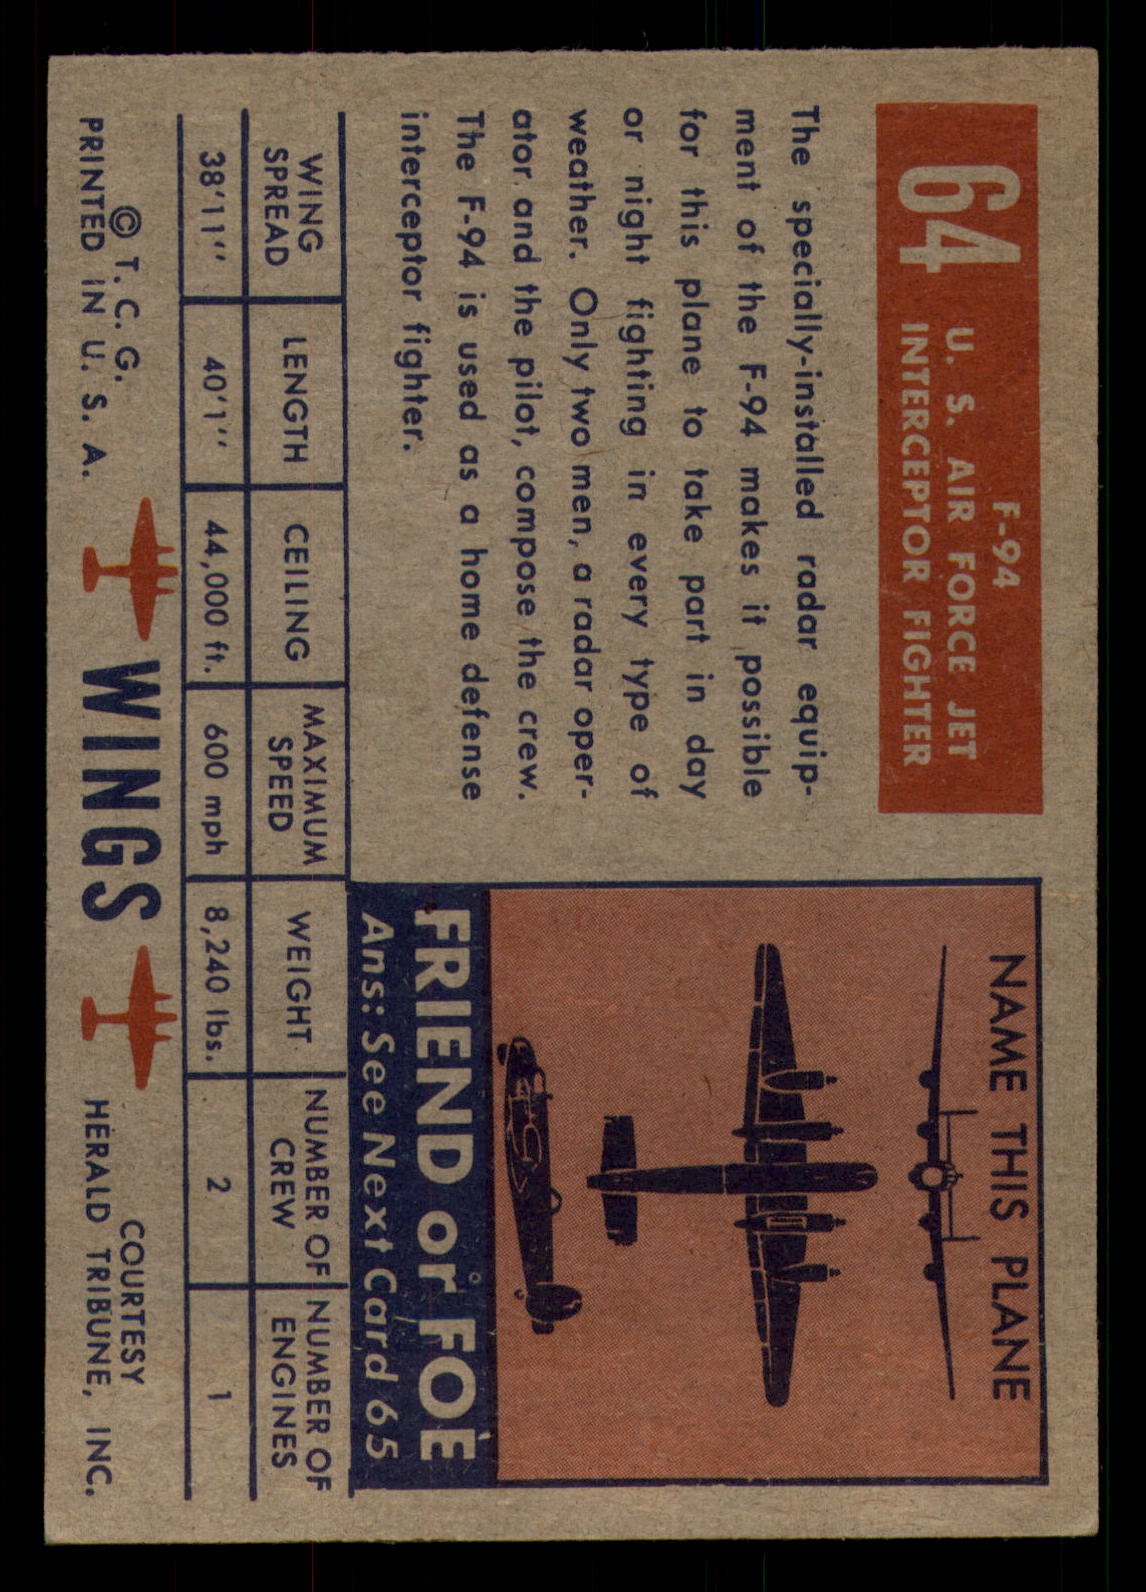 64
F-94
U. S. AIR FORCE JET
INTERCEPTOR FIGHTER
The specially-installed radar equip-
ment of the F-94 makes it possible
for this plane to take part in day
or night fighting in every type of
weather. Only two men, a radar oper-
ator and the pilot, compose the crew.
The F-94 is used as a home defense
interceptor fighter.
NAME THIS PLANE
FRIEND or FOE
Ans: See Next Card 65
WING SPREAD
LENGTH
CEILING
MAXIMUM SPEED
WEIGHT
NUMBER OF CREW
NUMBER OF ENGINES
38'11''
40'1''
44,000 ft.
600 mph
8,240 lbs.
2
1
© T. C. G.
PRINTED IN U. S. A.
WINGS
COURTESY
HERALD TRIBUNE, INC.